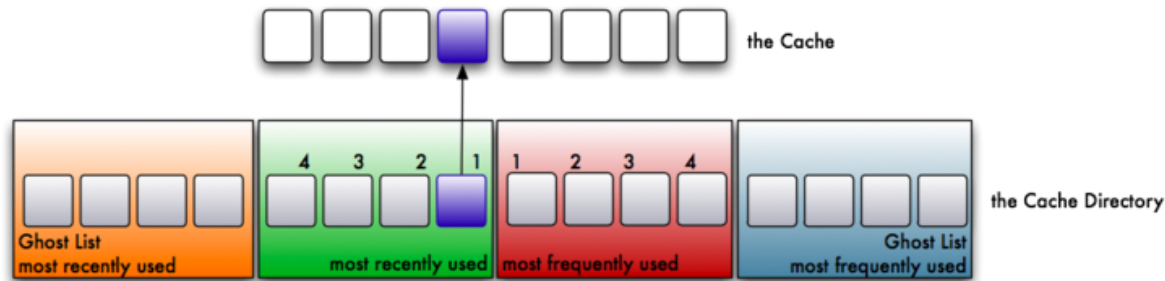 the Cache
4 3 2 1 1 2 3 4
the Cache Directory
Ghost List
most recently used
most recently used
most frequently used
Ghost List
most frequently used